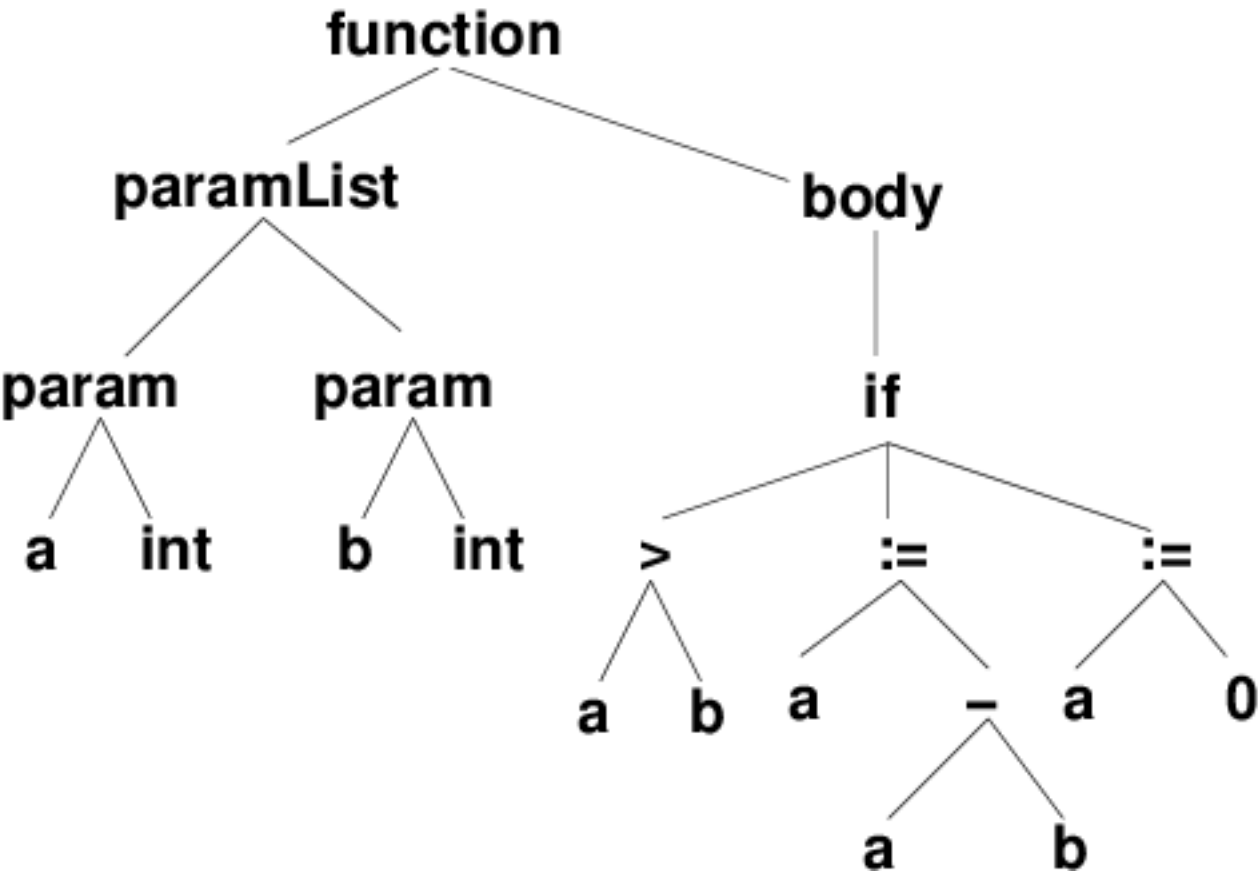 function
paramList
body
param param if
a int b int > := :=
a b a – a 0
a b